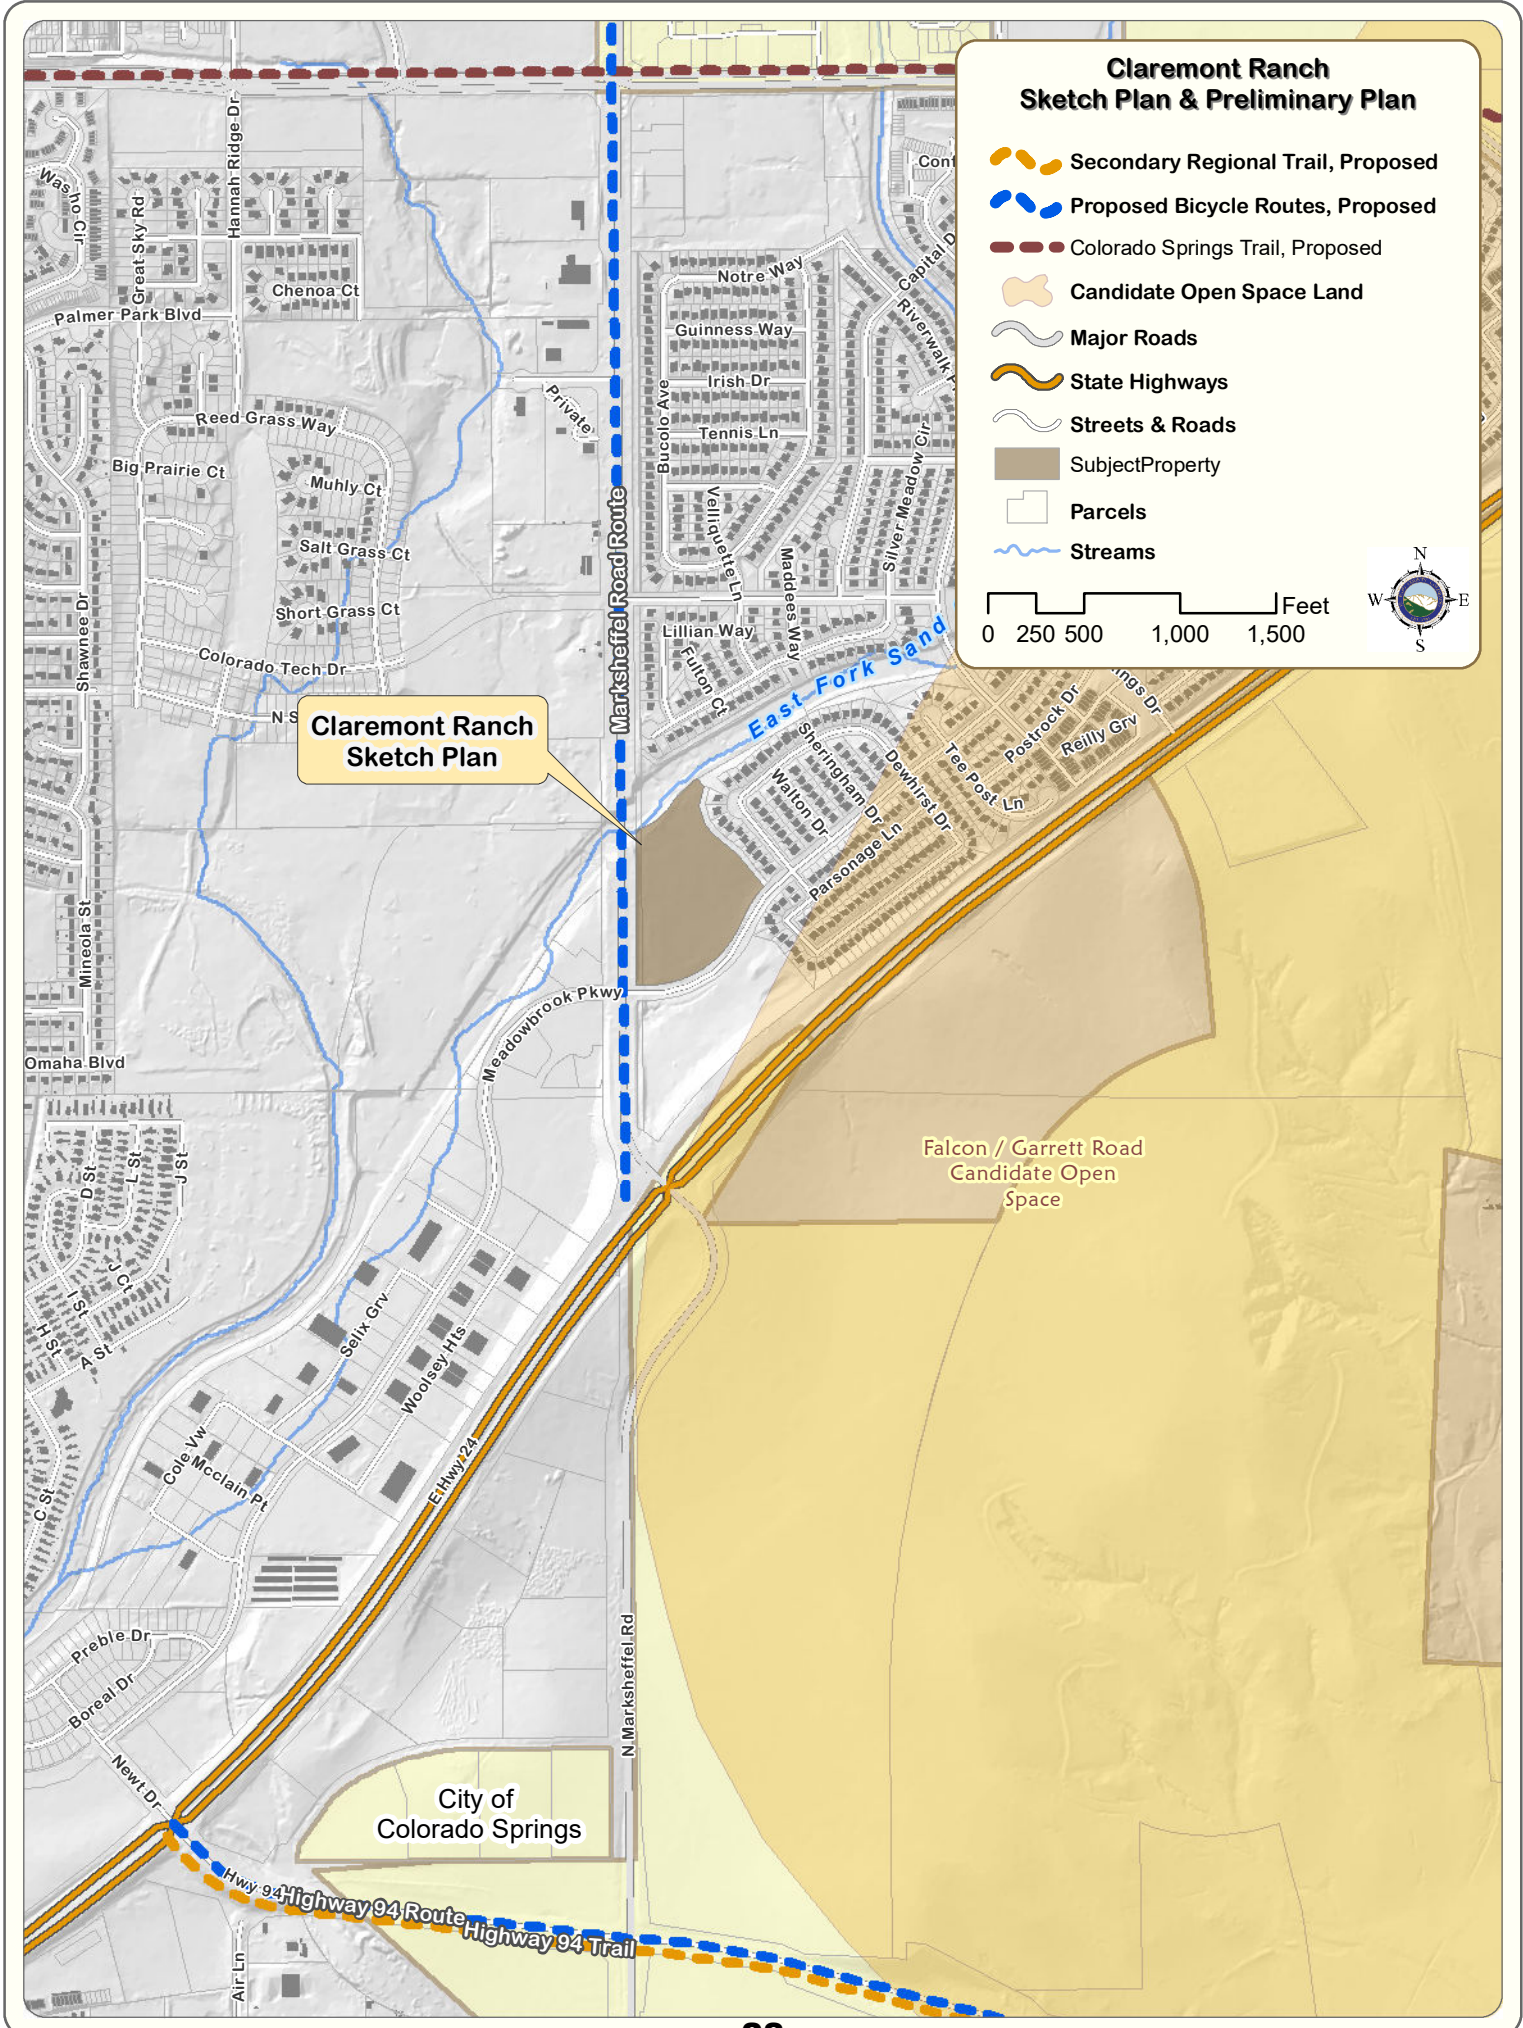 Claremont Ranch
Sketch Plan & Preliminary Plan
Secondary Regional Trail, Proposed
Proposed Bicycle Routes, Proposed
Colorado Springs Trail, Proposed
Candidate Open Space Land
Major Roads
State Highways
Streets & Roads
SubjectProperty
Parcels
Streams
Feet
0 250 500 1,000 1,500
N
W E
S
Washo Cir
Great Sky Rd
Hannah Ridge Dr
Chenoa Ct
Palmer Park Blvd
Reed Grass Way
Big Prairie Ct
Muhly Ct
Salt Grass Ct
Short Grass Ct
Colorado Tech Dr
N S
Shawnee Dr
Mineola St
Omaha Blvd
Private
Marksheffel Road Route
Bucolo Ave
Notre Way
Guinness Way
Irish Dr
Tennis Ln
Velliquette Ln
Maddees Way
Silver Meadow Cir
Cont
Capital D
Riverwalk P
Lillian Way
Fulton Ct
East Fork Sand
Claremont Ranch
Sketch Plan
Sheringham Dr
Walton Dr
Dewhirst Dr
Parsonage Ln
Tee Post Ln
Postrock Dr
Reilly Grv
ings Dr
Meadowbrook Pkwy
Falcon / Garrett Road
Candidate Open
Space
D St
L St
J St
J Ct
I St
H St
A St
C St
Selix Grv
Woolsey Hts
Cole Vw
Mcclain Pt
E Hwy 24
N Marksheffel Rd
Preble Dr
Boreal Dr
Newt Dr
City of
Colorado Springs
Hwy 94
Highway 94 Route
Highway 94 Trail
Air Ln